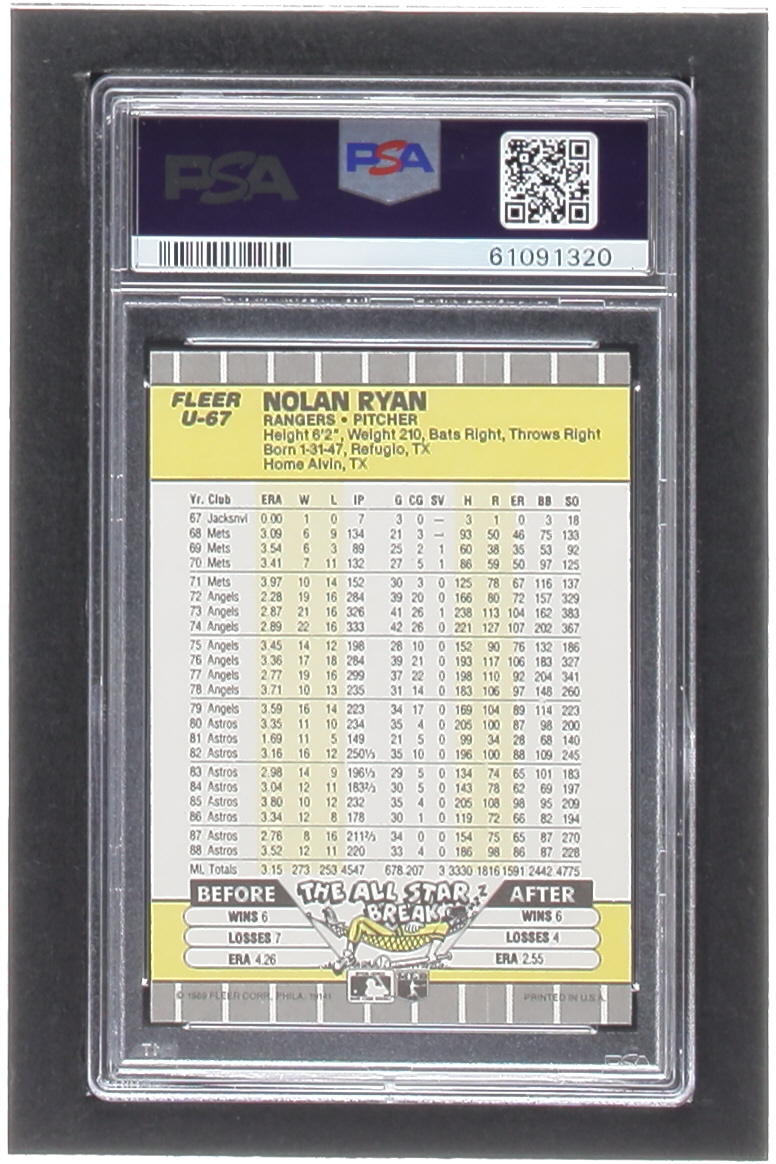 PSA PSA
61091320
FLEER
U-67
NOLAN RYAN
RANGERS • PITCHER
Height 6'2", Weight 210, Bats Right, Throws Right
Born 1-31-47, Refugio, TX
Home Alvin, TX
Yr. Club ERA W L IP G CG SV H R ER BB SO
67 Jacksnvl 0.00 1 0 7 3 0 — 3 1 0 3 18
68 Mets 3.09 6 9 134 21 3 — 93 50 46 75 133
69 Mets 3.54 6 3 89 25 2 1 60 38 35 53 92
70 Mets 3.41 7 11 132 27 5 1 86 59 50 97 125
71 Mets 3.97 10 14 152 30 3 0 125 78 67 116 137
72 Angels 2.28 19 16 284 39 20 0 166 80 72 157 329
73 Angels 2.87 21 16 326 41 26 1 238 113 104 162 383
74 Angels 2.89 22 16 333 42 26 0 221 127 107 202 367
75 Angels 3.45 14 12 198 28 10 0 152 90 76 132 186
76 Angels 3.36 17 18 284 39 21 0 193 117 106 183 327
77 Angels 2.77 19 16 299 37 22 0 198 110 92 204 341
78 Angels 3.71 10 13 235 31 14 0 183 106 97 148 260
79 Angels 3.59 16 14 223 34 17 0 169 104 89 114 223
80 Astros 3.35 11 10 234 35 4 0 205 100 87 98 200
81 Astros 1.69 11 5 149 21 5 0 99 34 28 68 140
82 Astros 3.16 16 12 250⅓ 35 10 0 196 100 88 109 245
83 Astros 2.98 14 9 196⅓ 29 5 0 134 74 65 101 183
84 Astros 3.04 12 11 183⅔ 30 5 0 143 78 62 69 197
85 Astros 3.80 10 12 232 35 4 0 205 108 98 95 209
86 Astros 3.34 12 8 178 30 1 0 119 72 66 82 194
87 Astros 2.76 8 16 211⅔ 34 0 0 154 75 65 87 270
88 Astros 3.52 12 11 220 33 4 0 186 98 86 87 228
ML Totals 3.15 273 253 4547 678 207 3 3330 1816 1591 2442 4775
BEFORE THE ALL STAR BREAK AFTER
WINS 6 WINS 6
LOSSES 7 LOSSES 4
ERA 4.26 ERA 2.55
© 1989 FLEER CORP., PHILA. 19141 PRINTED IN U.S.A.
PSA